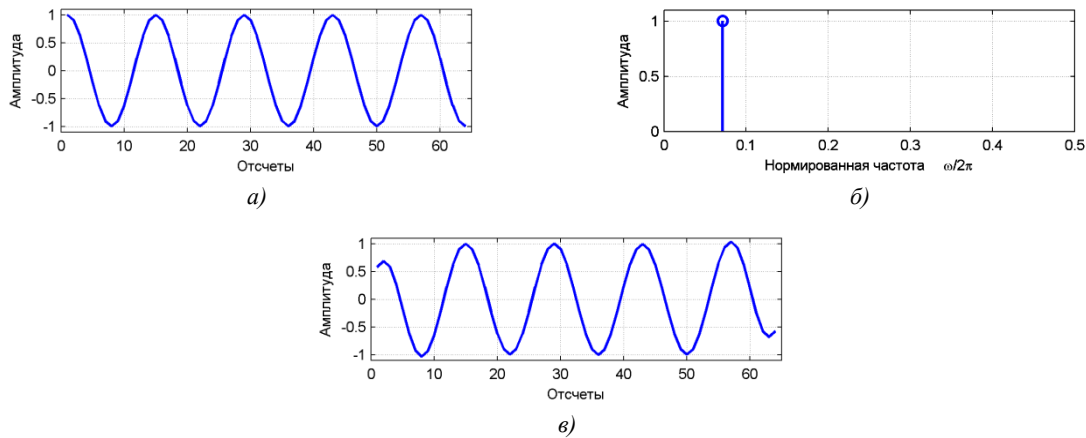 Амплитуда
1
0.5
0
-0.5
-1
0 10 20 30 40 50 60
Отсчеты
а)
Амплитуда
1
0.5
0
0 0.1 0.2 0.3 0.4 0.5
Нормированная частота ω/2π
б)
Амплитуда
1
0.5
0
-0.5
-1
0 10 20 30 40 50 60
Отсчеты
в)